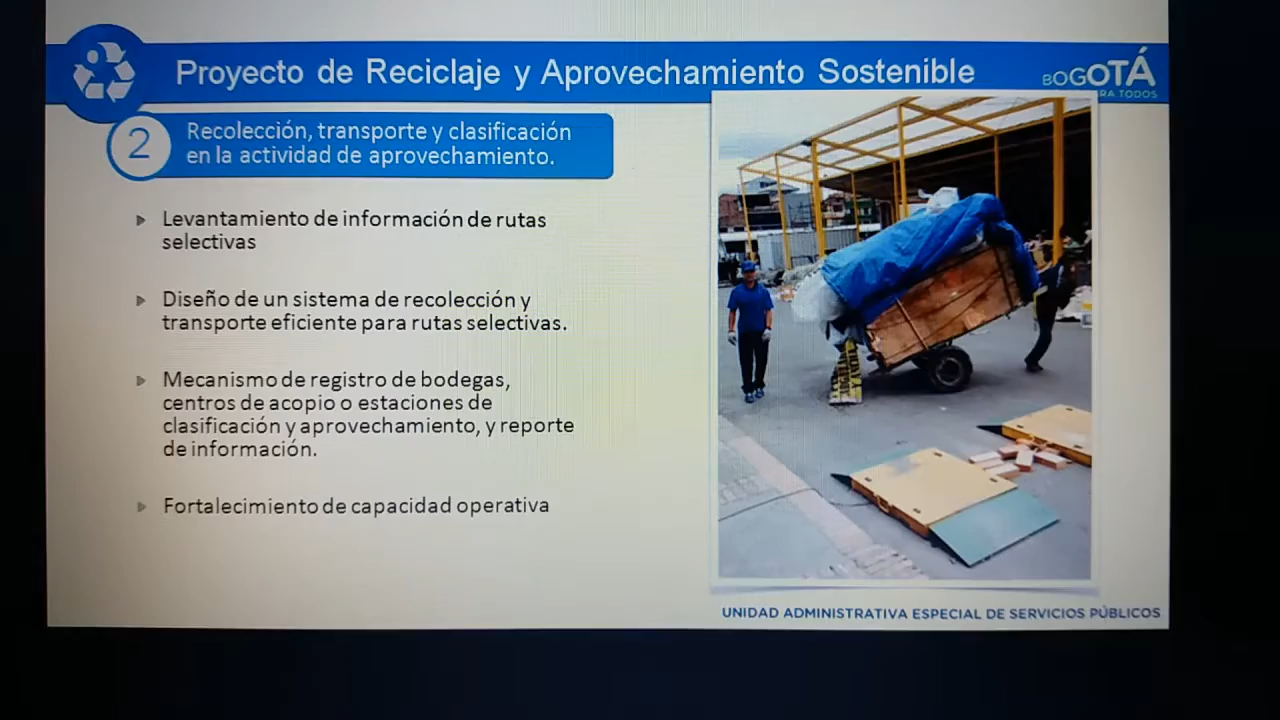 Proyecto de Reciclaje y Aprovechamiento Sostenible
BOGOTÁ
RA TODOS
2
Recolección, transporte y clasificación
en la actividad de aprovechamiento.
Levantamiento de información de rutas
selectivas
Diseño de un sistema de recolección y
transporte eficiente para rutas selectivas.
Mecanismo de registro de bodegas,
centros de acopio o estaciones de
clasificación y aprovechamiento, y reporte
de información.
Fortalecimiento de capacidad operativa
UNIDAD ADMINISTRATIVA ESPECIAL DE SERVICIOS PÚBLICOS